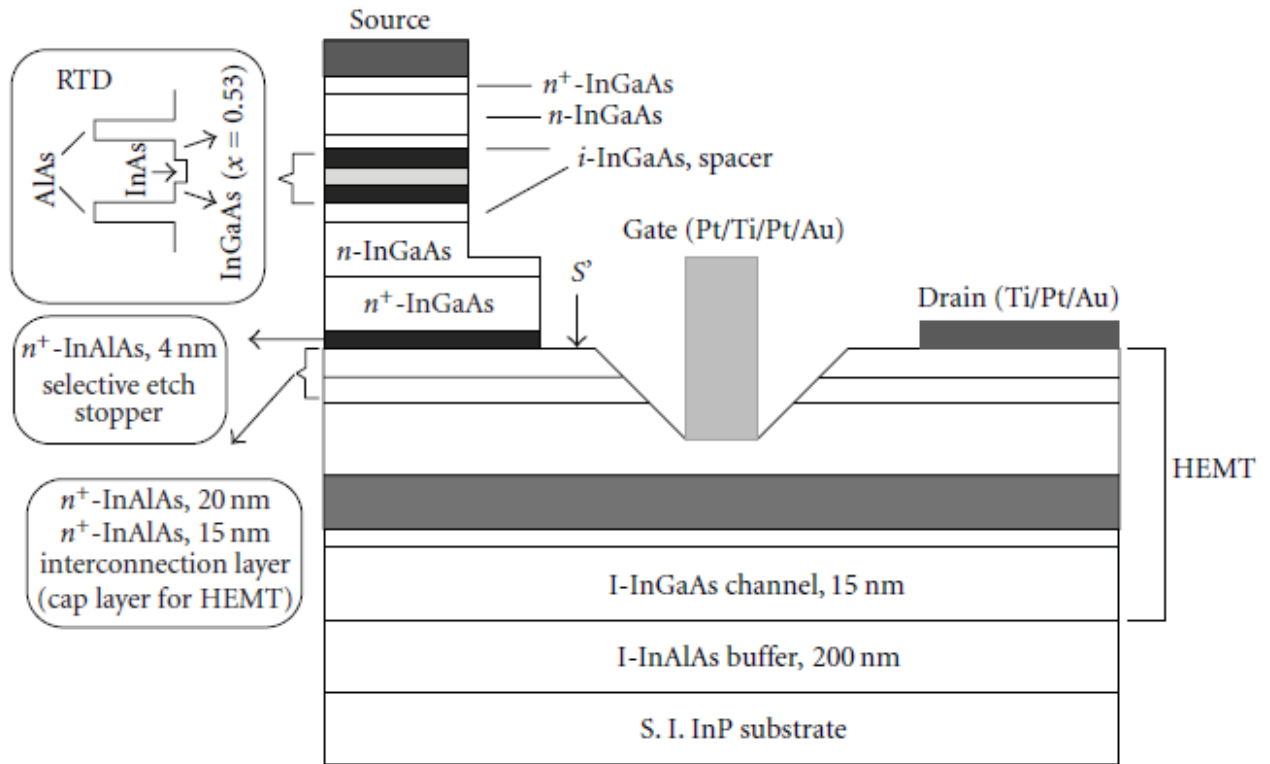 Source
RTD
AlAs
InAs
InGaAs (x = 0.53)
n⁺-InGaAs
n-InGaAs
i-InGaAs, spacer
Gate (Pt/Ti/Pt/Au)
n-InGaAs
S’
n⁺-InGaAs
Drain (Ti/Pt/Au)
n⁺-InAlAs, 4 nm
selective etch
stopper
HEMT
n⁺-InAlAs, 20 nm
n⁺-InAlAs, 15 nm
interconnection layer
(cap layer for HEMT)
I-InGaAs channel, 15 nm
I-InAlAs buffer, 200 nm
S. I. InP substrate